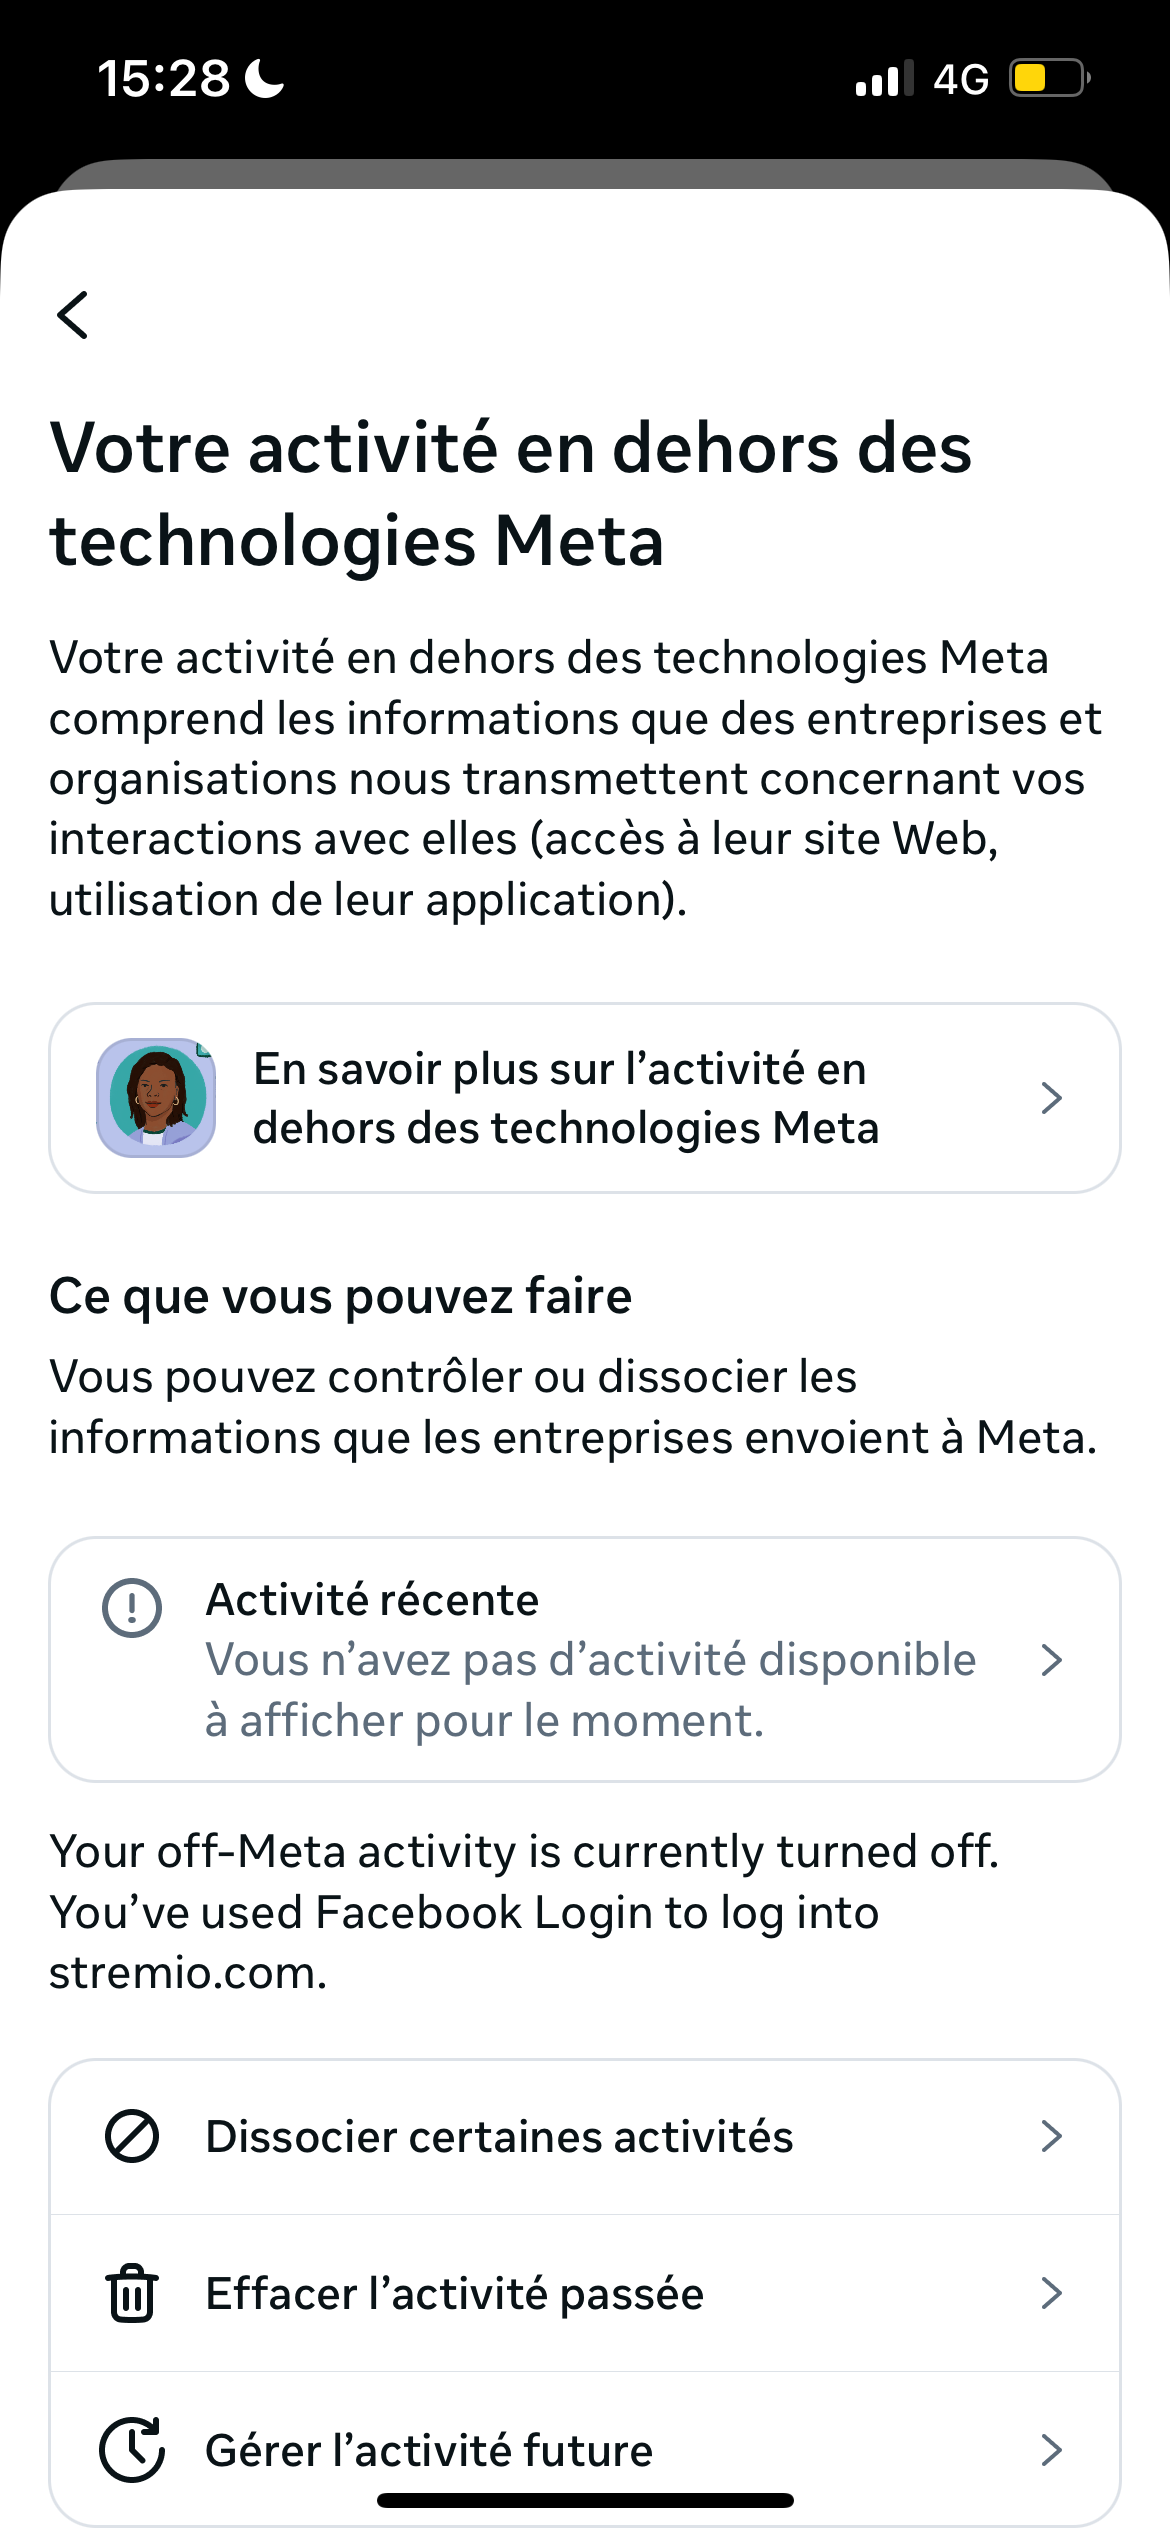 15:28
4G
Votre activité en dehors des
technologies Meta
Votre activité en dehors des technologies Meta
comprend les informations que des entreprises et
organisations nous transmettent concernant vos
interactions avec elles (accès à leur site Web,
utilisation de leur application).
En savoir plus sur l’activité en
dehors des technologies Meta
Ce que vous pouvez faire
Vous pouvez contrôler ou dissocier les
informations que les entreprises envoient à Meta.
Activité récente
Vous n’avez pas d’activité disponible
à afficher pour le moment.
Your off-Meta activity is currently turned off.
You’ve used Facebook Login to log into
stremio.com.
Dissocier certaines activités
Effacer l’activité passée
Gérer l’activité future